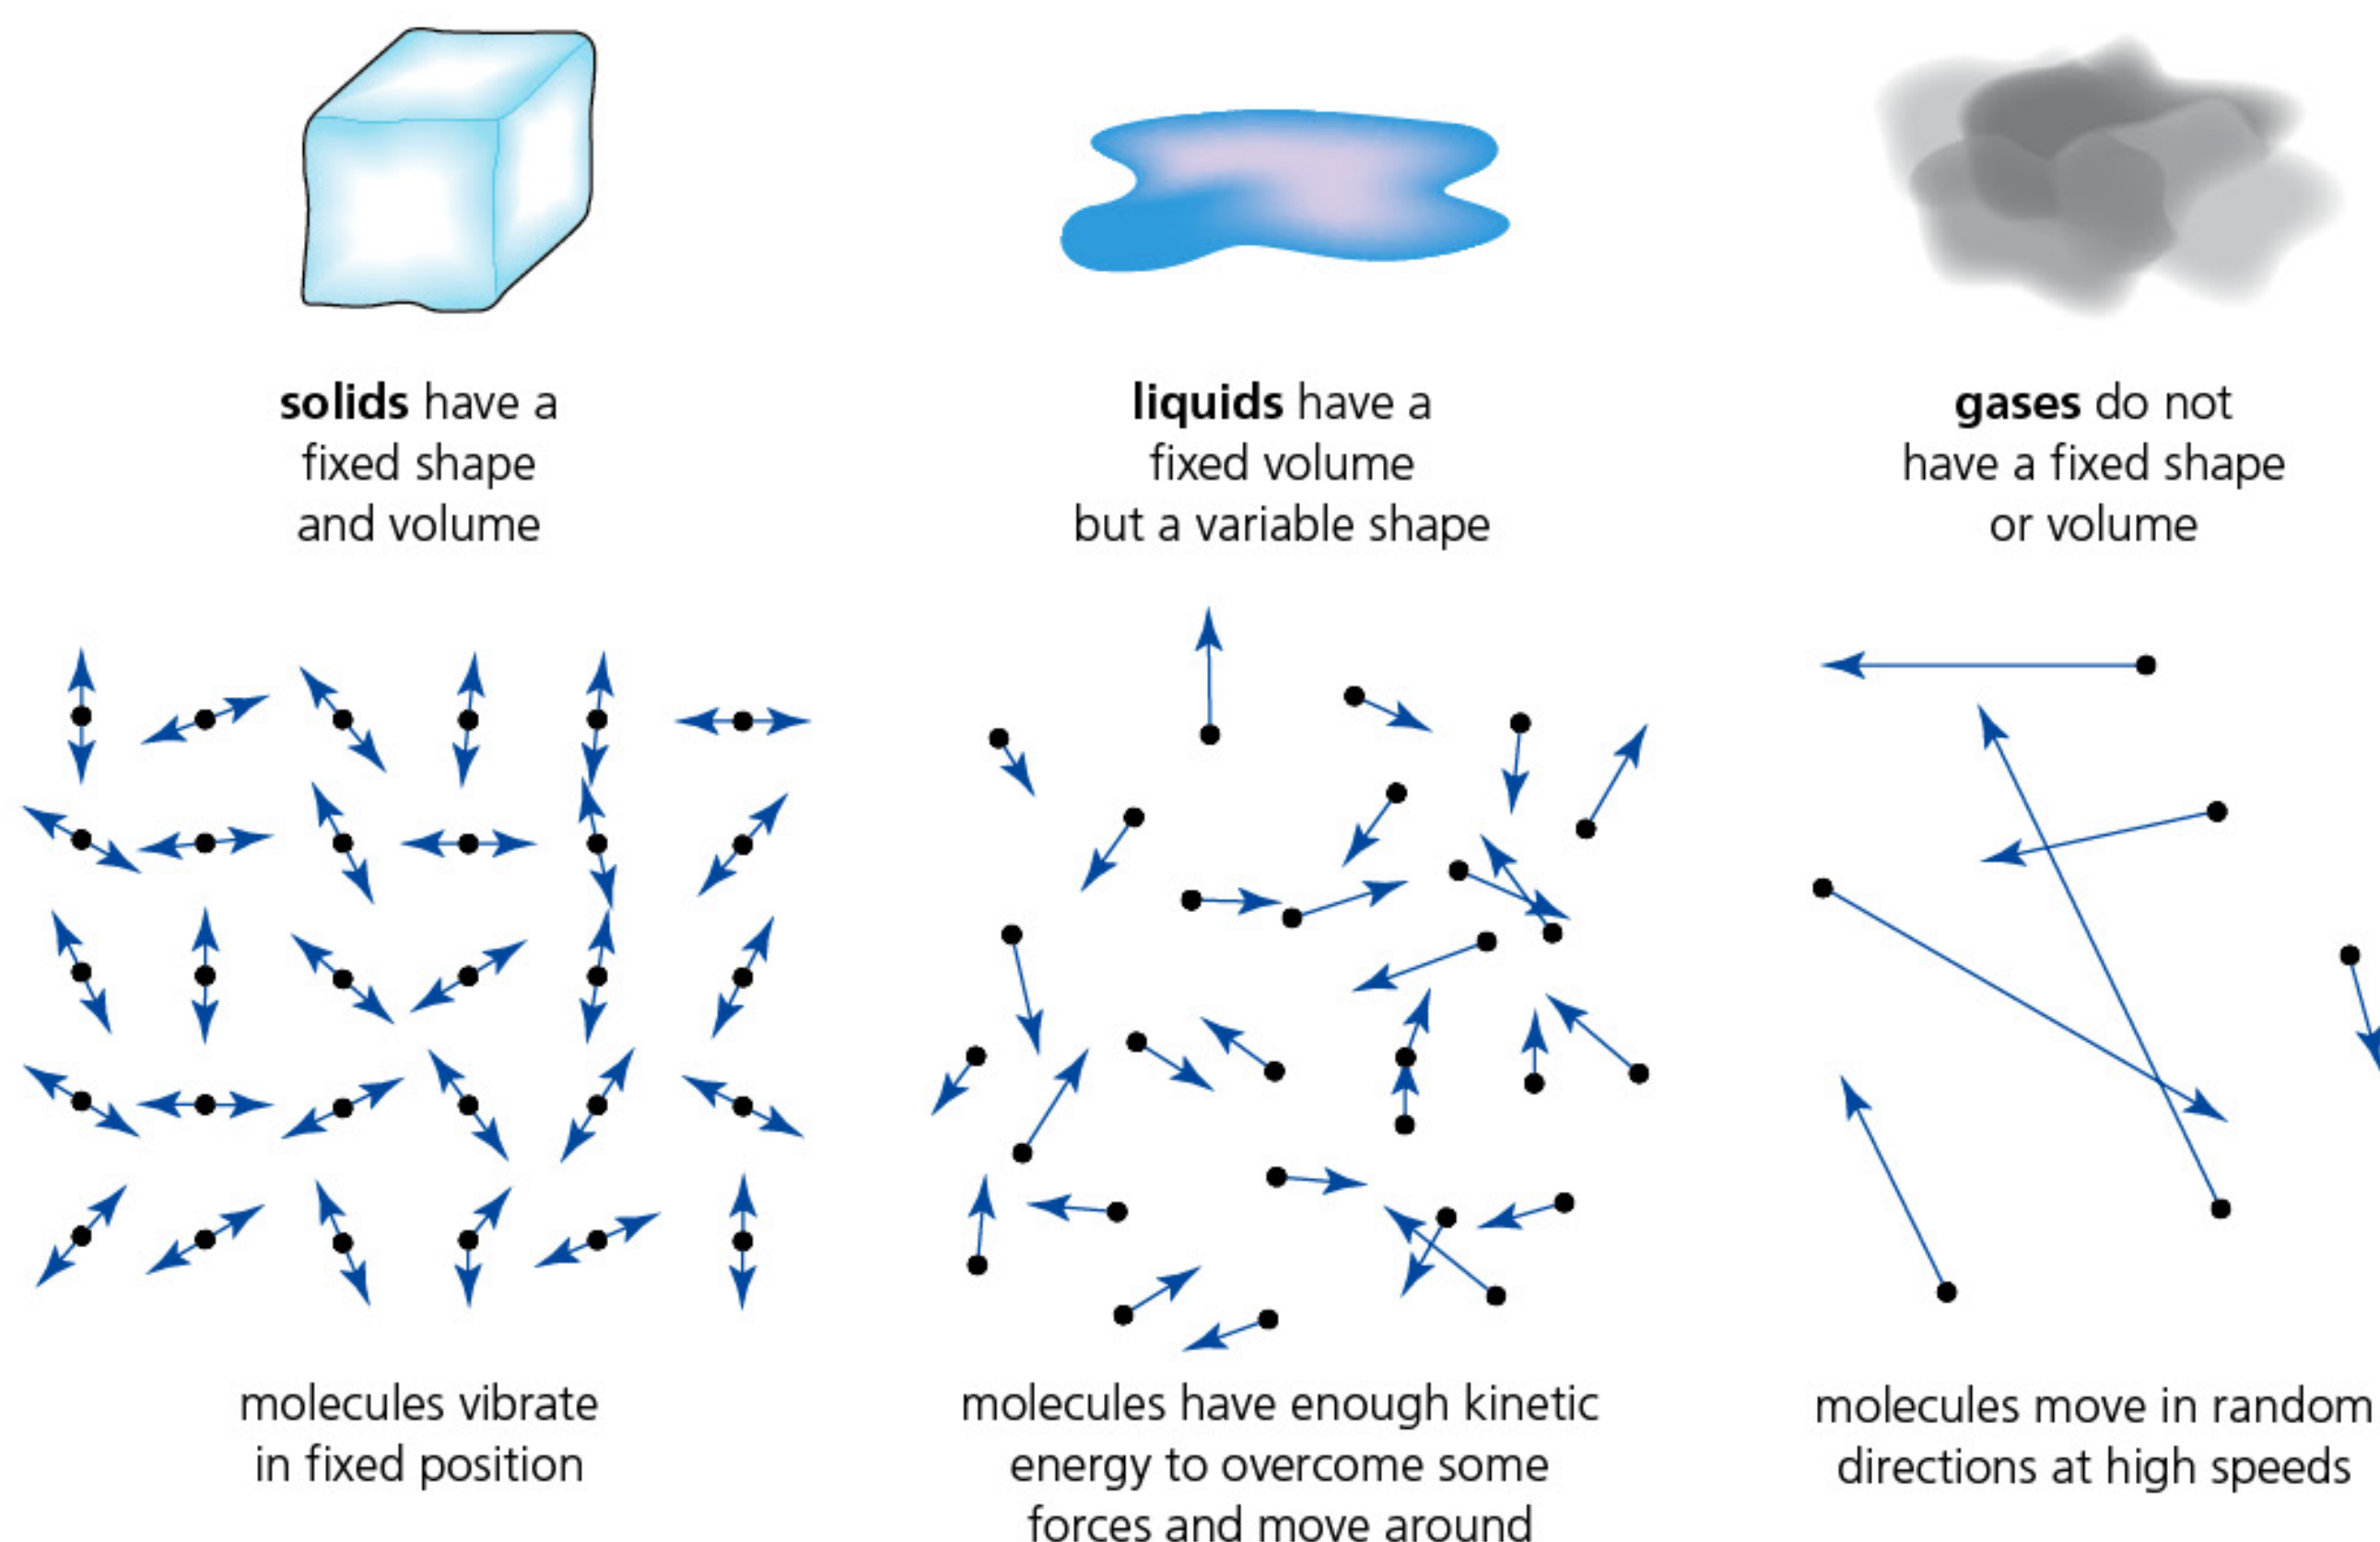 solids have a
fixed shape
and volume
liquids have a
fixed volume
but a variable shape
gases do not
have a fixed shape
or volume
molecules vibrate
in fixed position
molecules have enough kinetic
energy to overcome some
forces and move around
molecules move in random
directions at high speeds